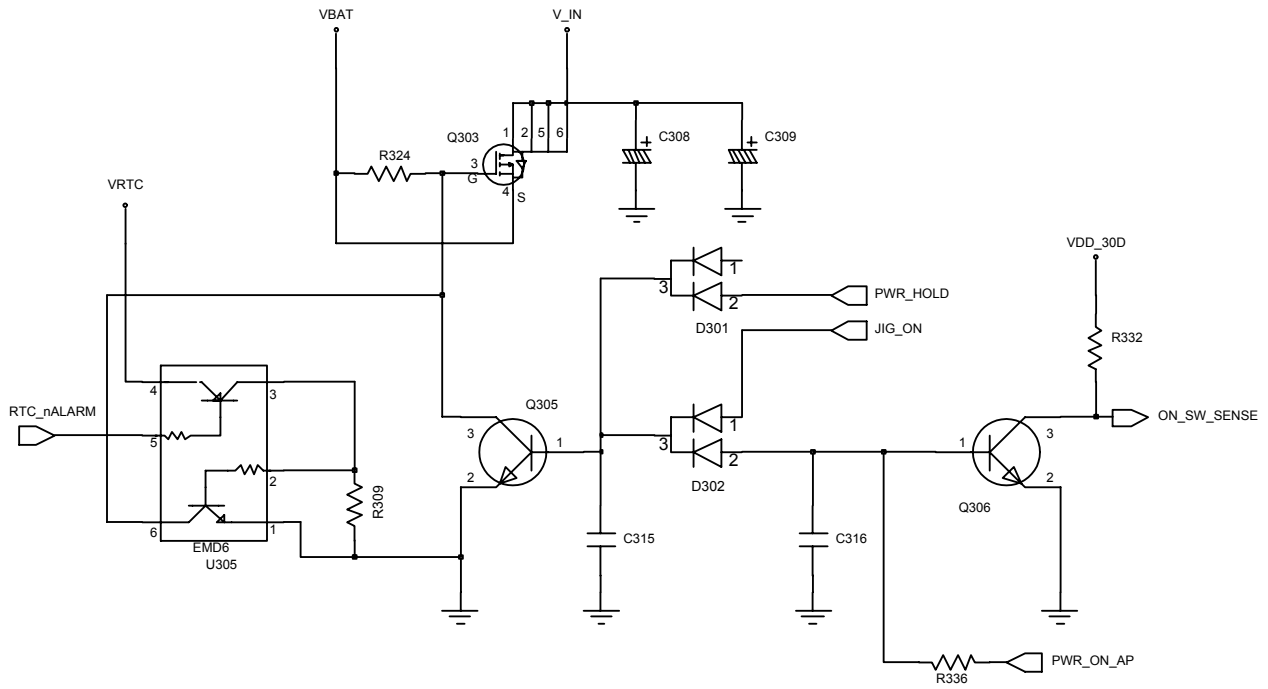 VBAT
V_IN
Q303
1
2
5
6
C308
C309
R324
3
G
4
S
VRTC
VDD_30D
1
3
2
PWR_HOLD
D301
JIG_ON
R332
4
3
Q305
RTC_nALARM
5
3
1
1
3
2
D302
1
3
ON_SW_SENSE
2
2
R309
2
Q306
6
1
EMD6
U305
C315
C316
R336
PWR_ON_AP